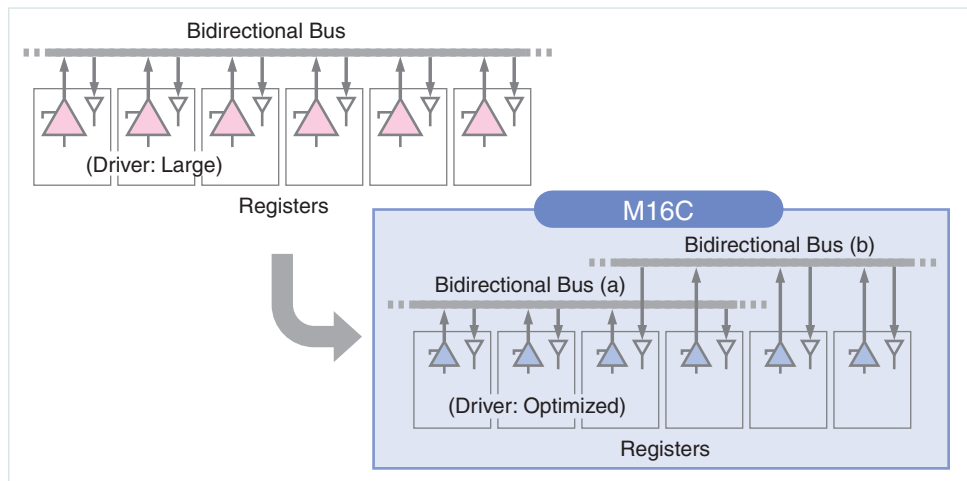 Bidirectional Bus
(Driver: Large)
Registers
M16C
Bidirectional Bus (b)
Bidirectional Bus (a)
(Driver: Optimized)
Registers